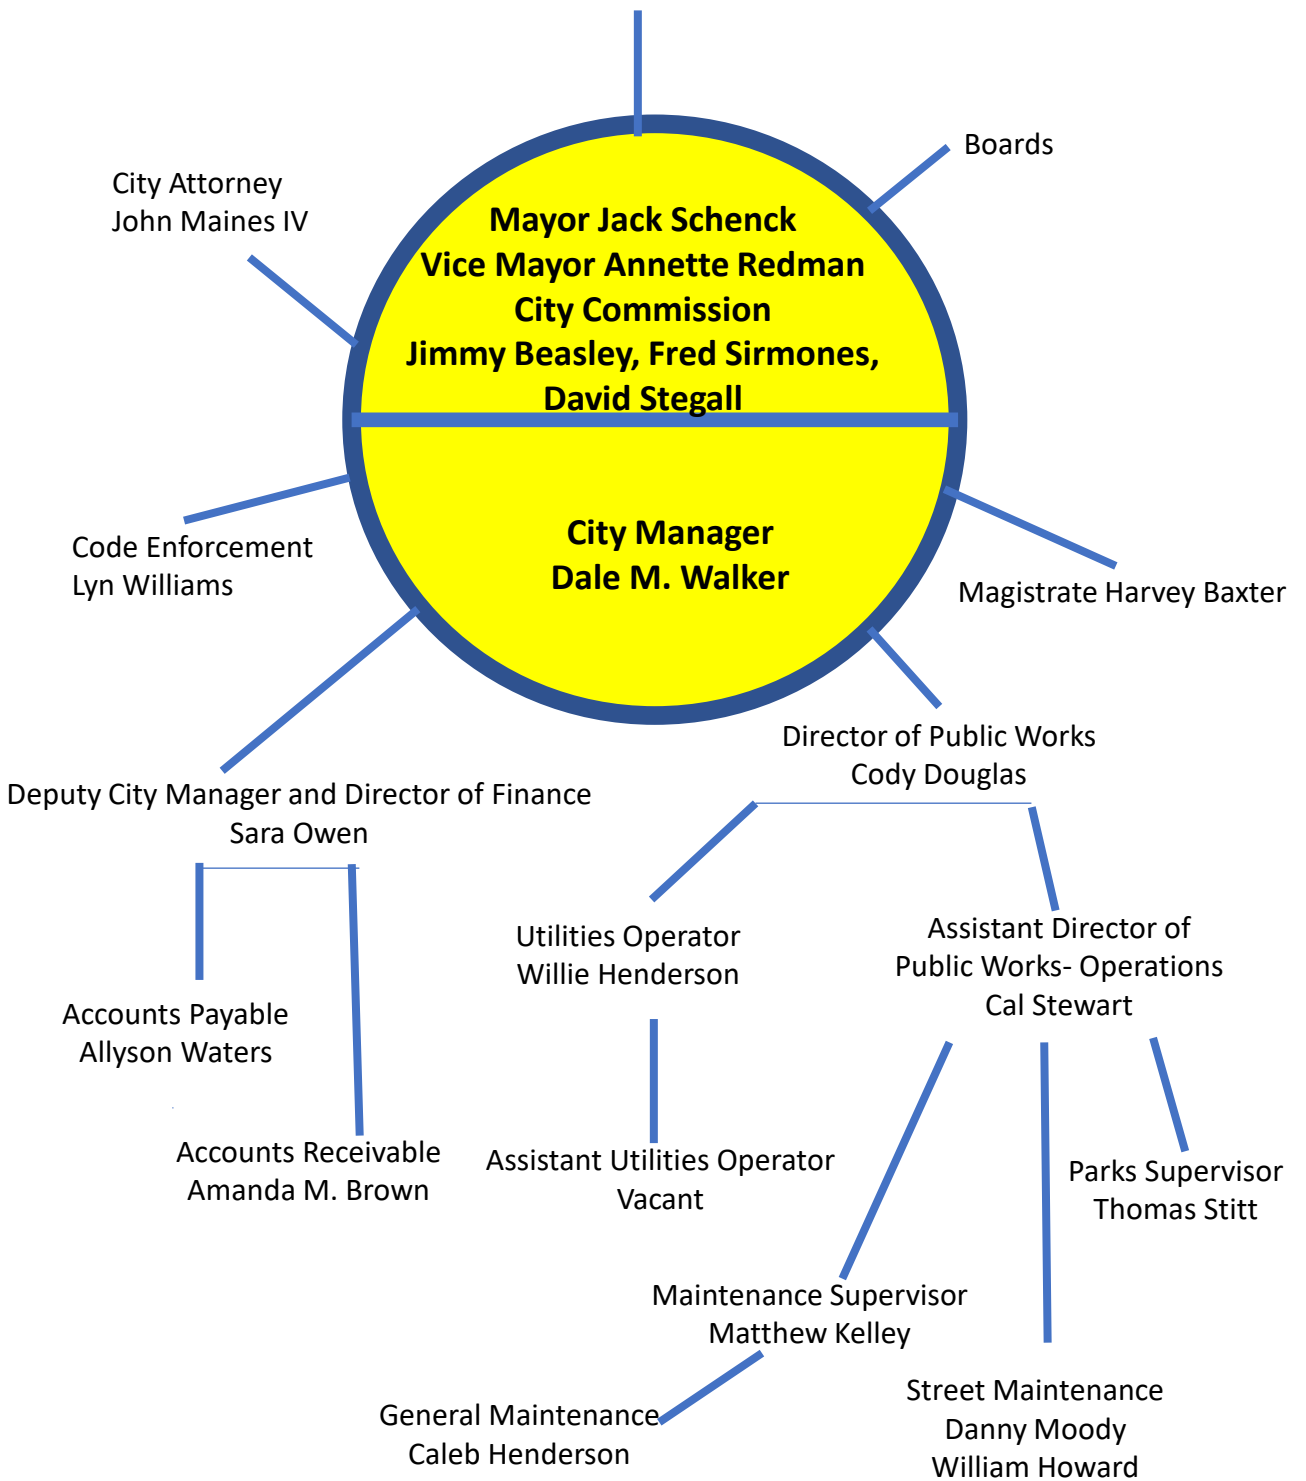 Boards
City Attorney
John Maines IV
Mayor Jack Schenck
Vice Mayor Annette Redman
City Commission
Jimmy Beasley, Fred Sirmones,
David Stegall
City Manager
Dale M. Walker
Code Enforcement
Lyn Williams
Magistrate Harvey Baxter
Director of Public Works
Cody Douglas
Deputy City Manager and Director of Finance
Sara Owen
Utilities Operator
Willie Henderson
Assistant Director of
Public Works- Operations
Cal Stewart
Accounts Payable
Allyson Waters
Accounts Receivable
Amanda M. Brown
Assistant Utilities Operator
Vacant
Parks Supervisor
Thomas Stitt
Maintenance Supervisor
Matthew Kelley
General Maintenance
Caleb Henderson
Street Maintenance
Danny Moody
William Howard